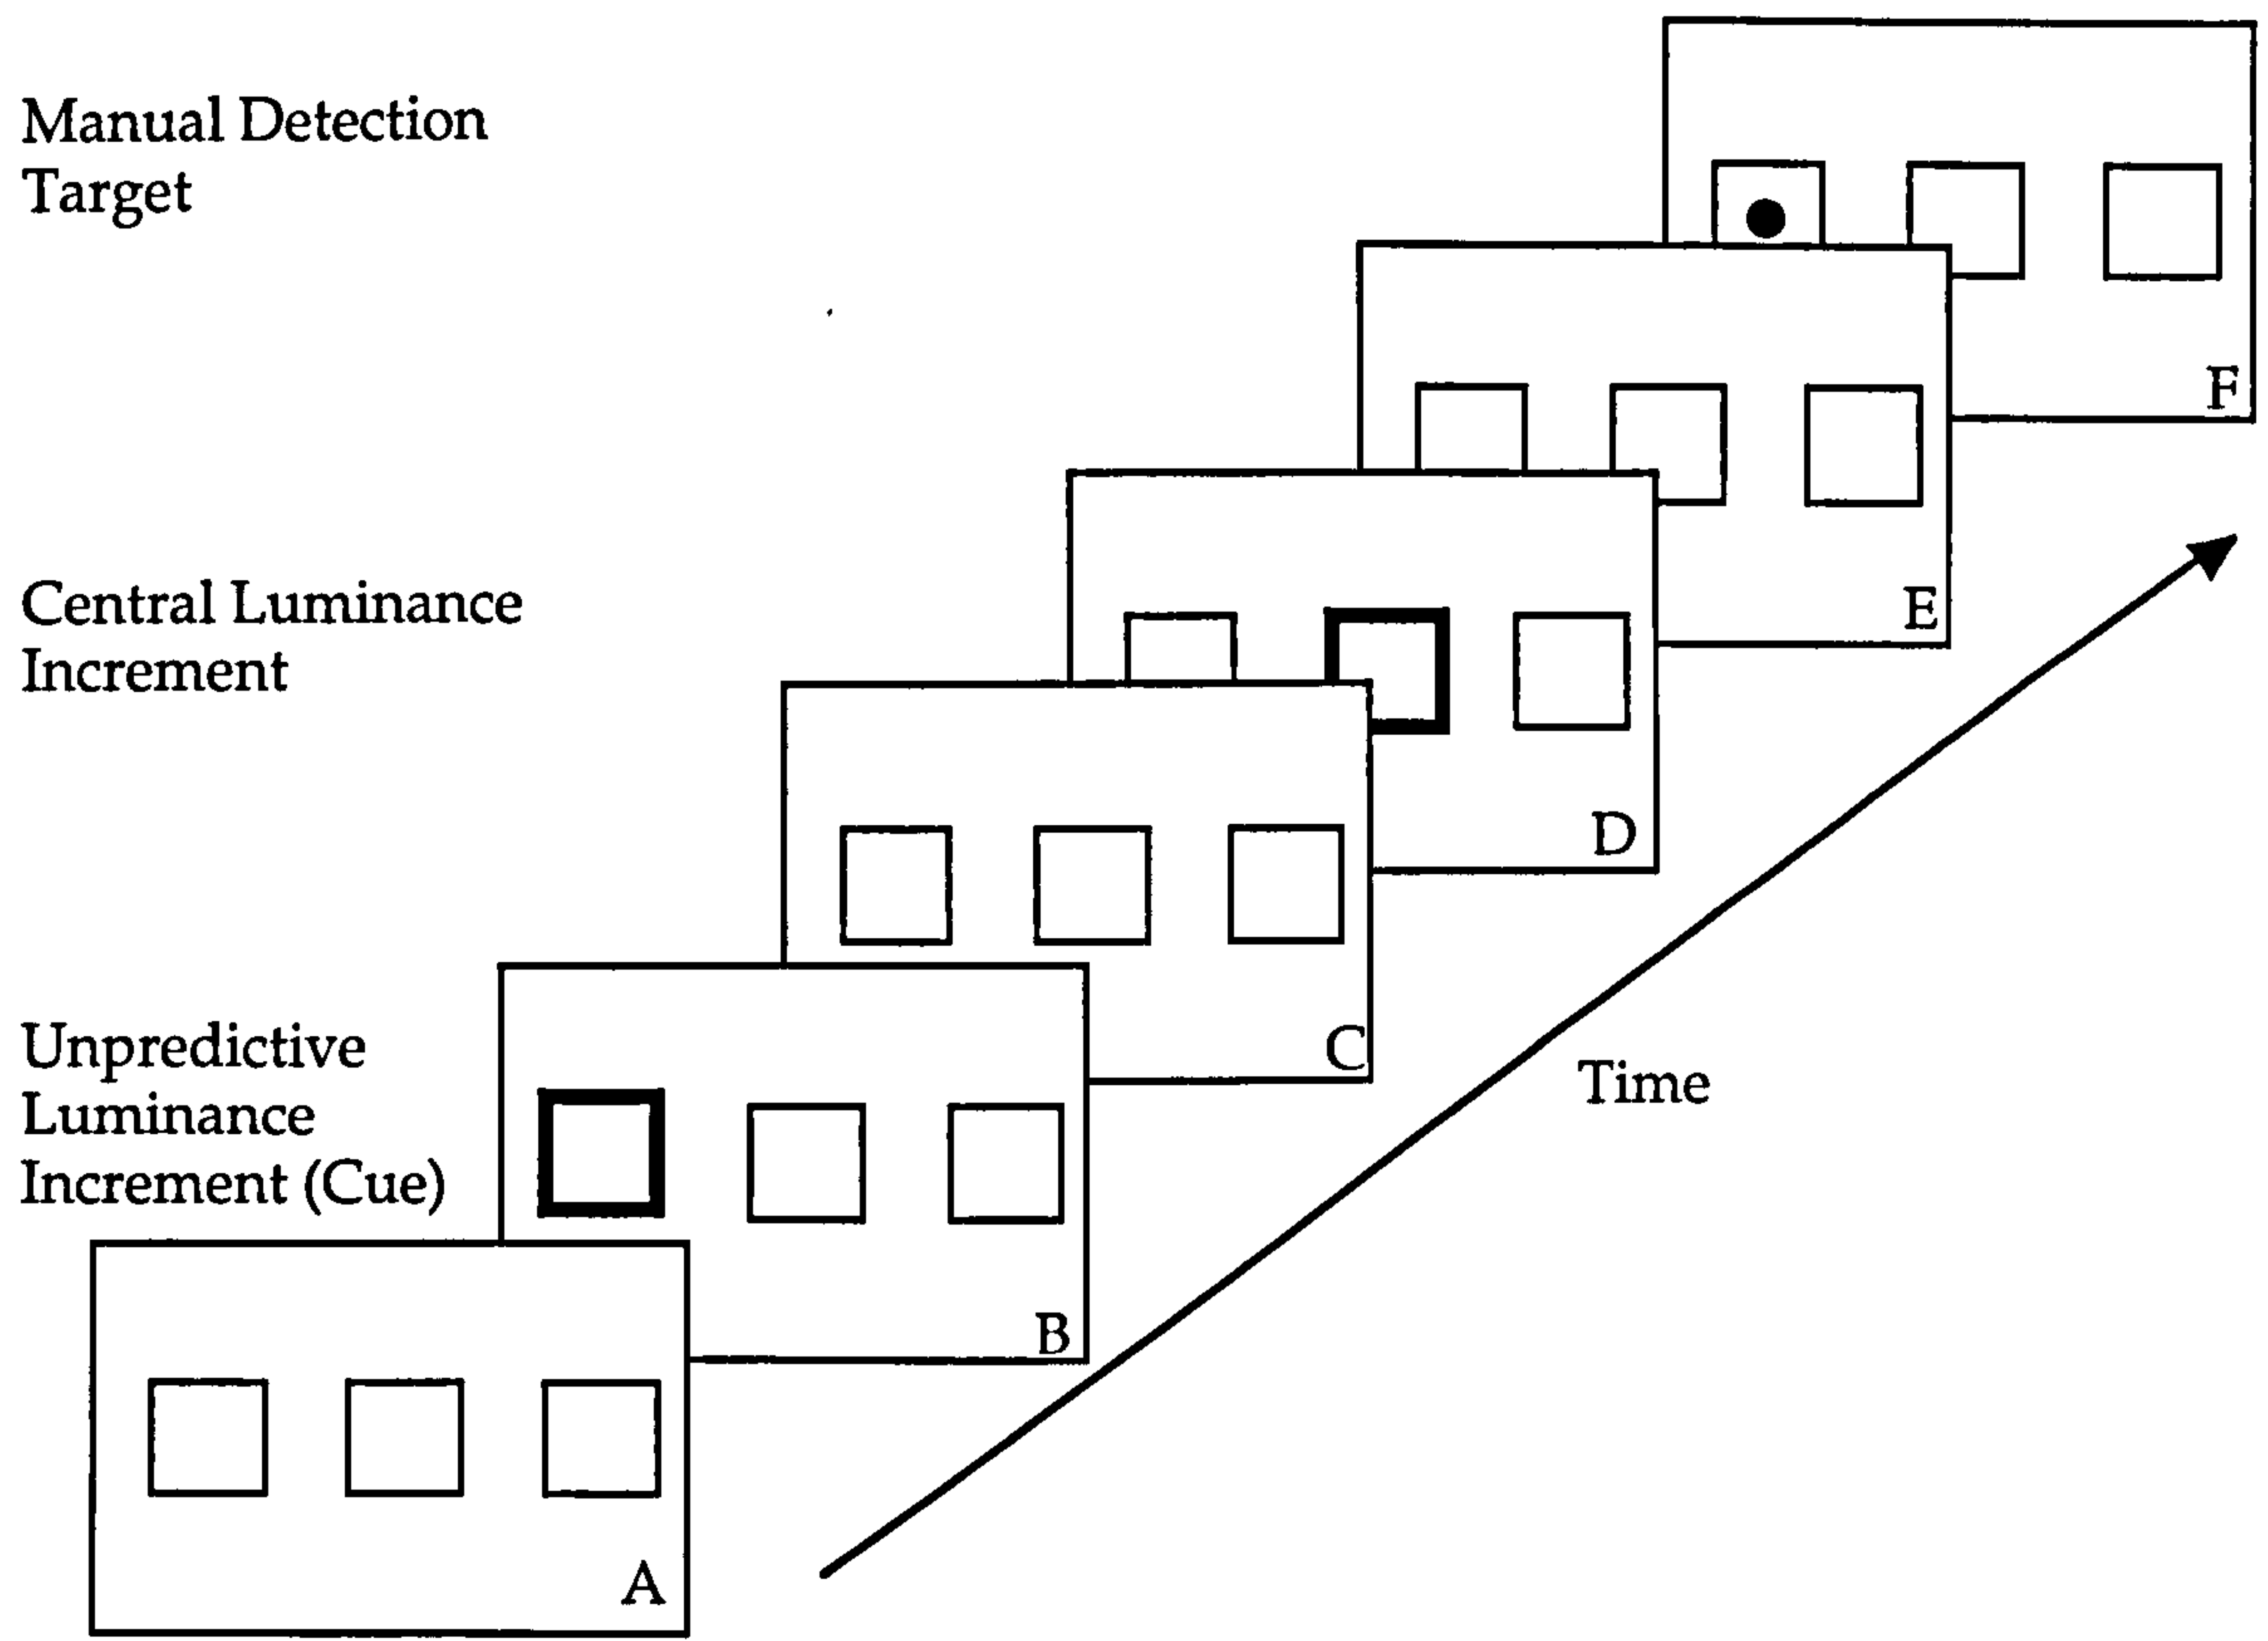 Manual Detection
Target
F
E
Central Luminance
Increment
D
C
Unpredictive
Luminance
Increment (Cue)
Time
B
A